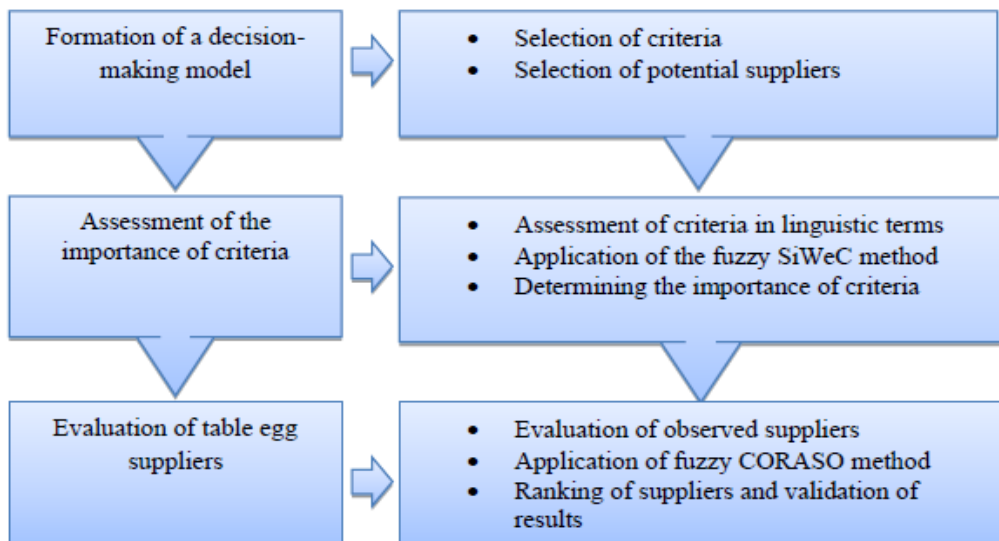 Formation of a decision-
making model
• Selection of criteria
• Selection of potential suppliers
Assessment of the
importance of criteria
• Assessment of criteria in linguistic terms
• Application of the fuzzy SiWeC method
• Determining the importance of criteria
Evaluation of table egg
suppliers
• Evaluation of observed suppliers
• Application of fuzzy CORASO method
• Ranking of suppliers and validation of
results